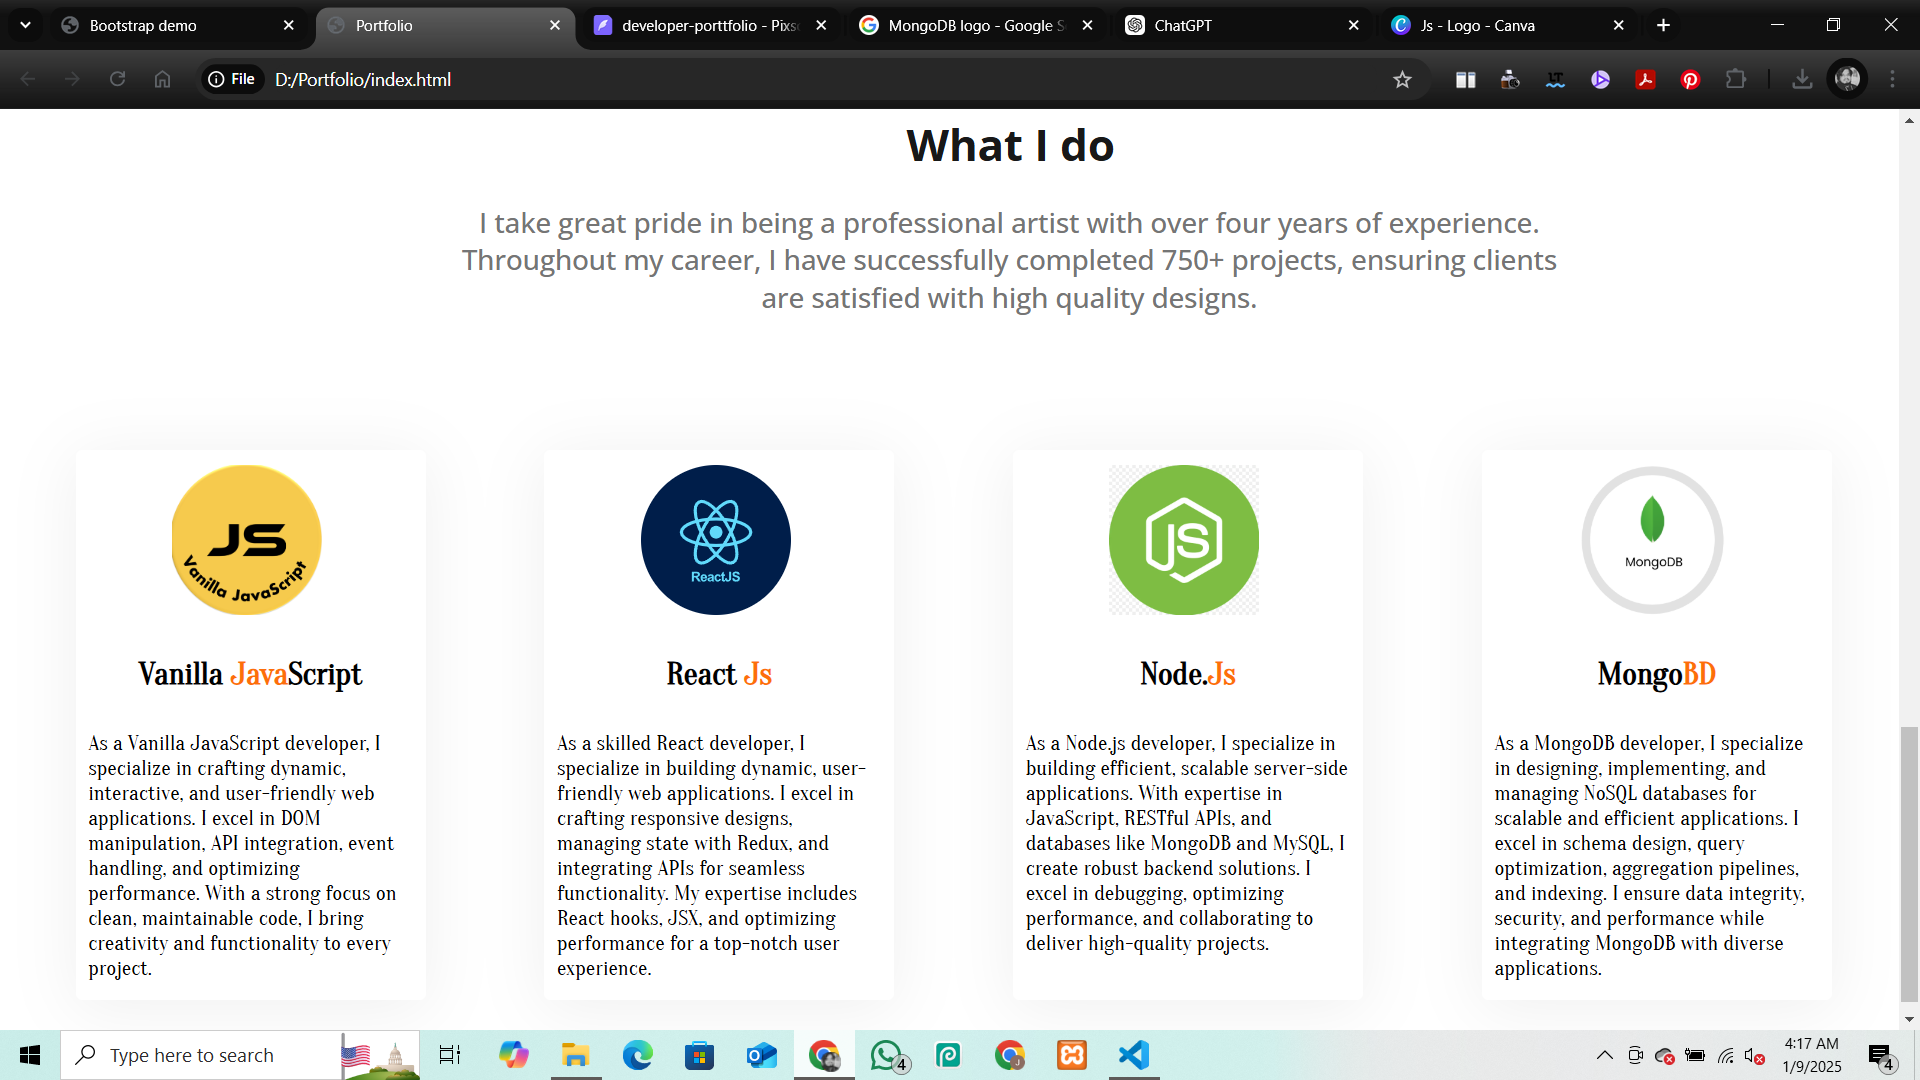 Bootstrap demo
Portfolio
developer-porttfolio - Pixso
MongoDB logo - Google S
ChatGPT
Js - Logo - Canva
File
D:/Portfolio/index.html
What I do
I take great pride in being a professional artist with over four years of experience.
Throughout my career, I have successfully completed 750+ projects, ensuring clients
are satisfied with high quality designs.
JS
Vanilla JavaScript
Vanilla JavaScript
As a Vanilla JavaScript developer, I
specialize in crafting dynamic,
interactive, and user-friendly web
applications. I excel in DOM
manipulation, API integration, event
handling, and optimizing
performance. With a strong focus on
clean, maintainable code, I bring
creativity and functionality to every
project.
ReactJS
React Js
As a skilled React developer, I
specialize in building dynamic, user-
friendly web applications. I excel in
crafting responsive designs,
managing state with Redux, and
integrating APIs for seamless
functionality. My expertise includes
React hooks, JSX, and optimizing
performance for a top-notch user
experience.
JS
Node.Js
As a Node.js developer, I specialize in
building efficient, scalable server-side
applications. With expertise in
JavaScript, RESTful APIs, and
databases like MongoDB and MySQL, I
create robust backend solutions. I
excel in debugging, optimizing
performance, and collaborating to
deliver high-quality projects.
MongoDB
MongoBD
As a MongoDB developer, I specialize
in designing, implementing, and
managing NoSQL databases for
scalable and efficient applications. I
excel in schema design, query
optimization, aggregation pipelines,
and indexing. I ensure data integrity,
security, and performance while
integrating MongoDB with diverse
applications.
Type here to search
4
4:17 AM
1/9/2025
4